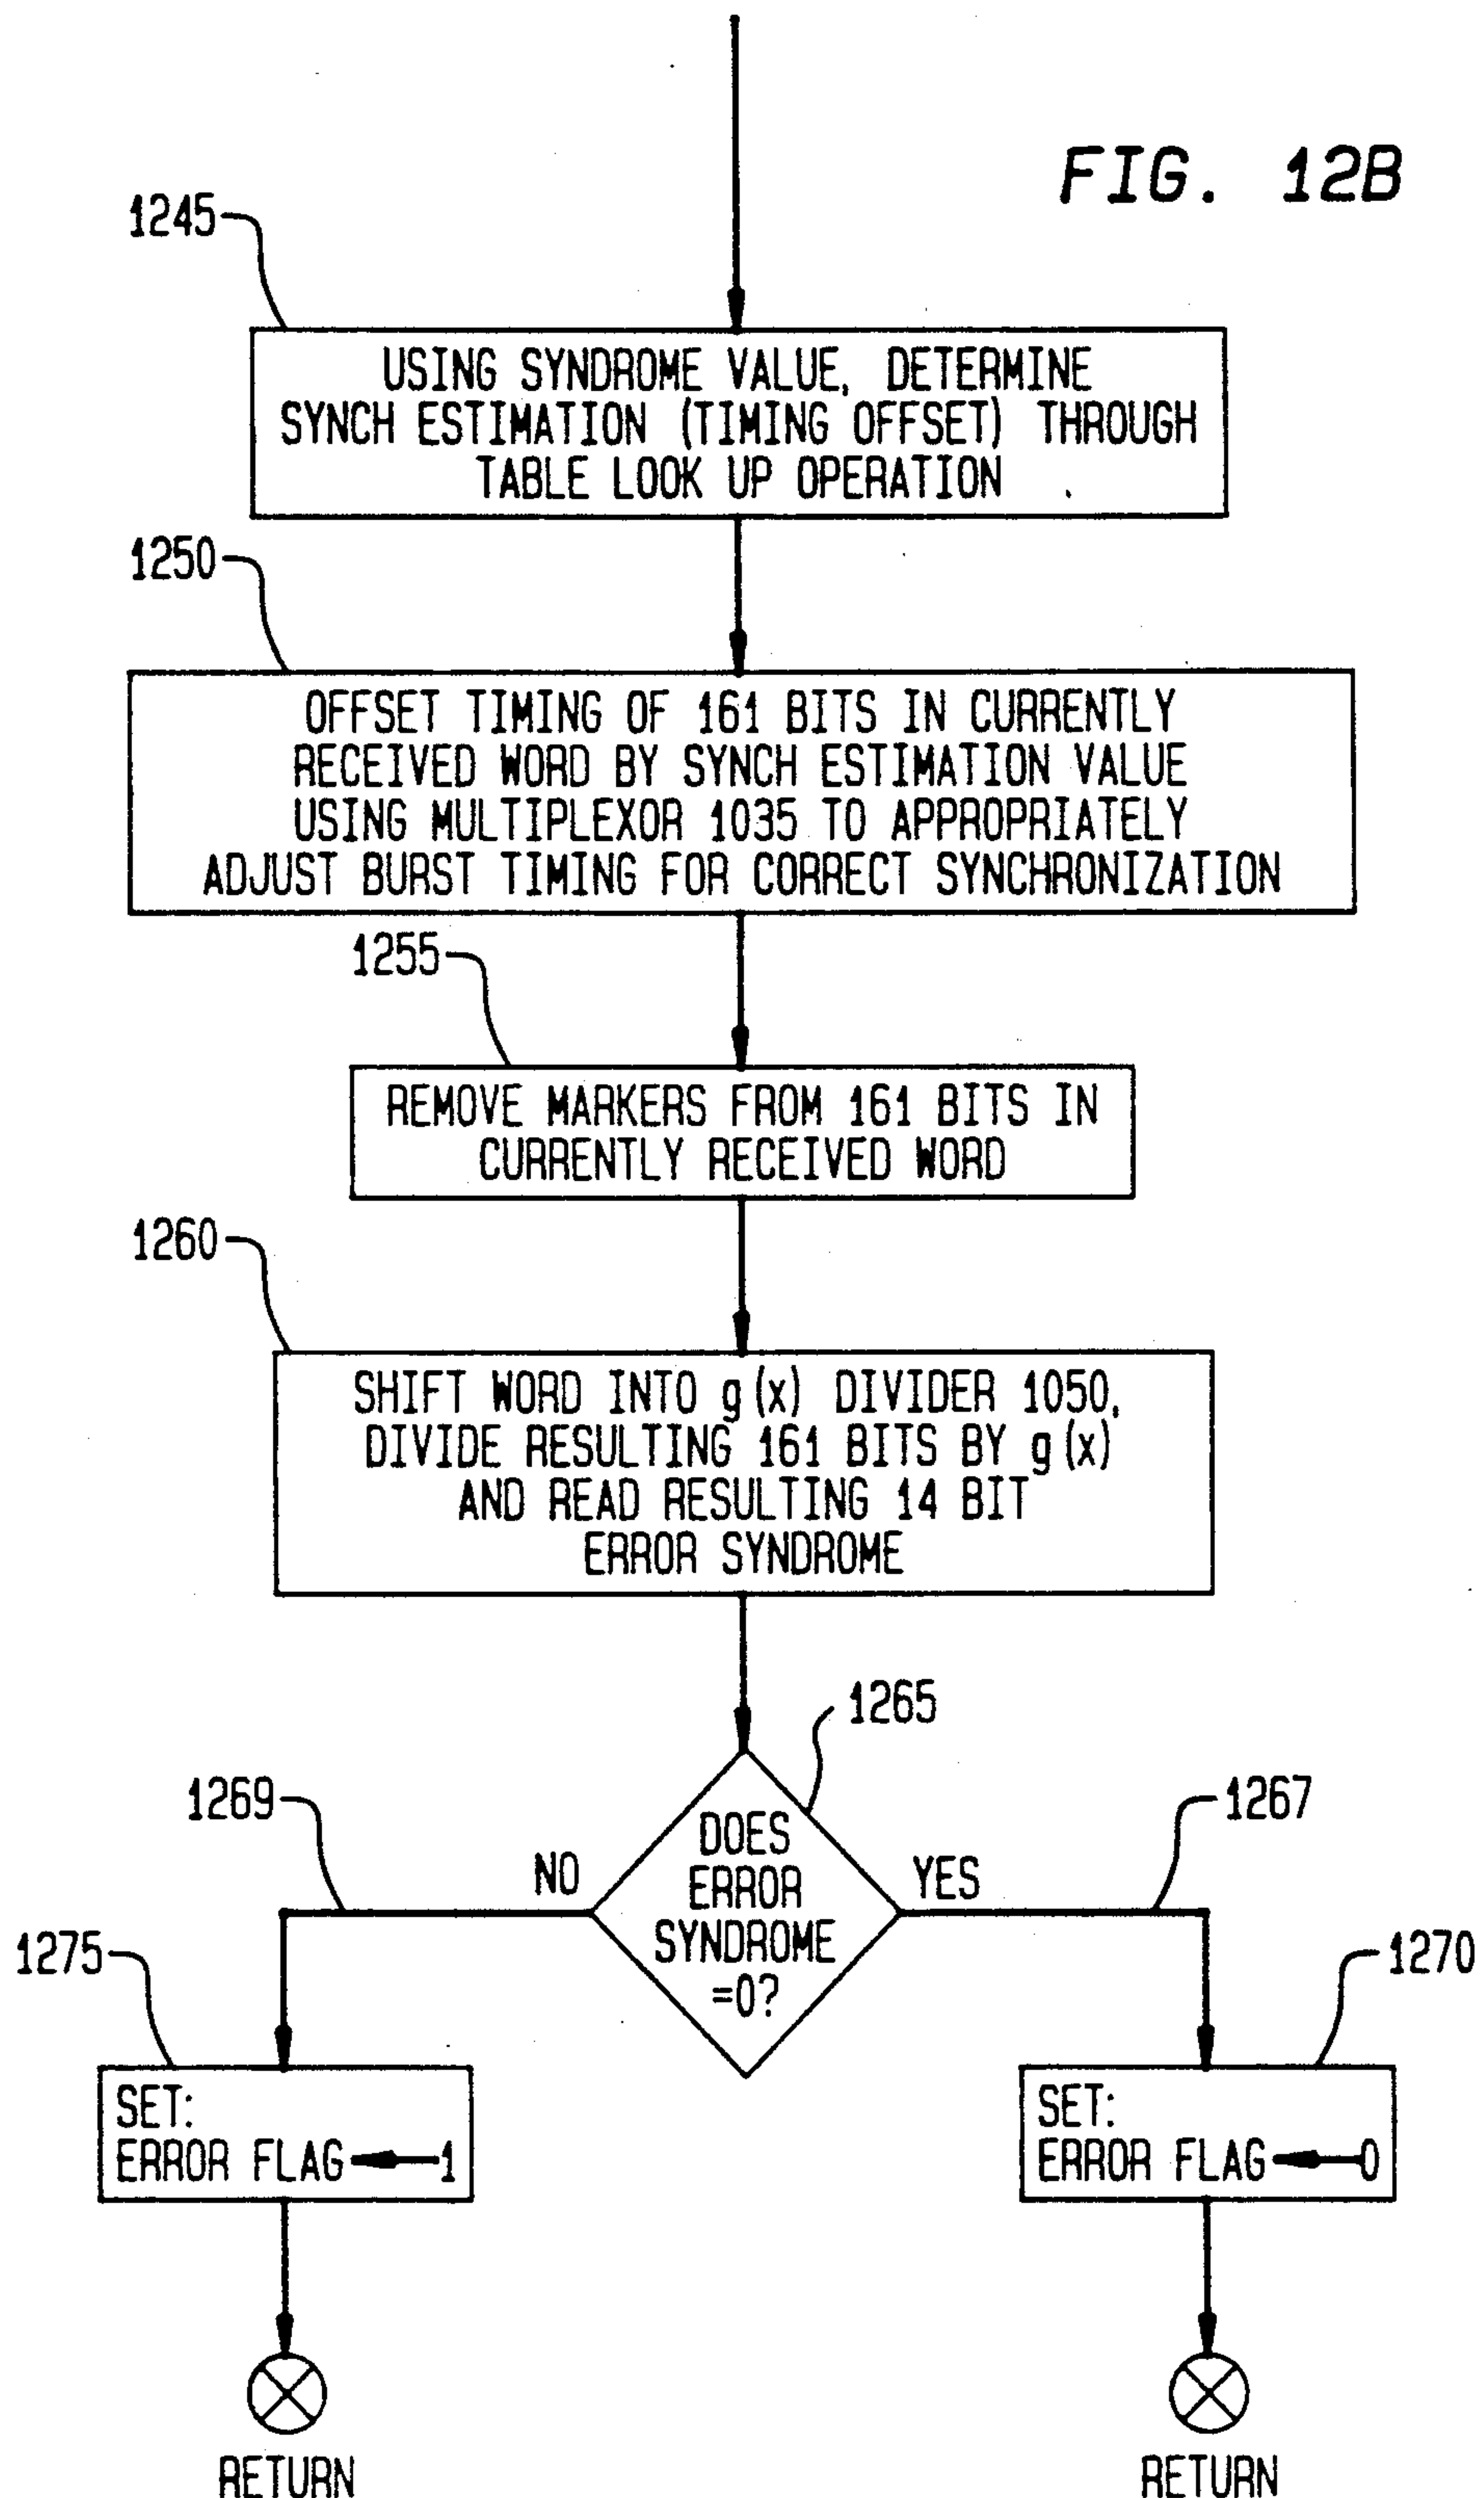 FIG. 12B
1245
USING SYNDROME VALUE, DETERMINE
SYNCH ESTIMATION (TIMING OFFSET) THROUGH
TABLE LOOK UP OPERATION
1250
OFFSET TIMING OF 161 BITS IN CURRENTLY
RECEIVED WORD BY SYNCH ESTIMATION VALUE
USING MULTIPLEXOR 1035 TO APPROPRIATELY
ADJUST BURST TIMING FOR CORRECT SYNCHRONIZATION
1255
REMOVE MARKERS FROM 161 BITS IN
CURRENTLY RECEIVED WORD
1260
SHIFT WORD INTO g(x) DIVIDER 1050,
DIVIDE RESULTING 161 BITS BY g(x)
AND READ RESULTING 14 BIT
ERROR SYNDROME
1265
1269
1267
DOES
ERROR
SYNDROME
=0?
NO
YES
1275
1270
SET:
ERROR FLAG ← 1
SET:
ERROR FLAG ← 0
RETURN
RETURN